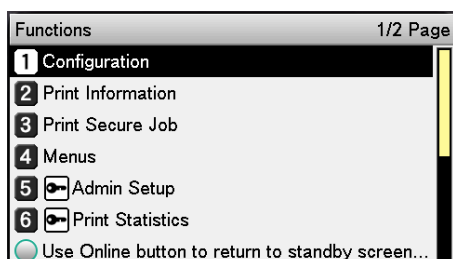 Functions 1/2 Page
1 Configuration
2 Print Information
3 Print Secure Job
4 Menus
5 Admin Setup
6 Print Statistics
Use Online button to return to standby screen...